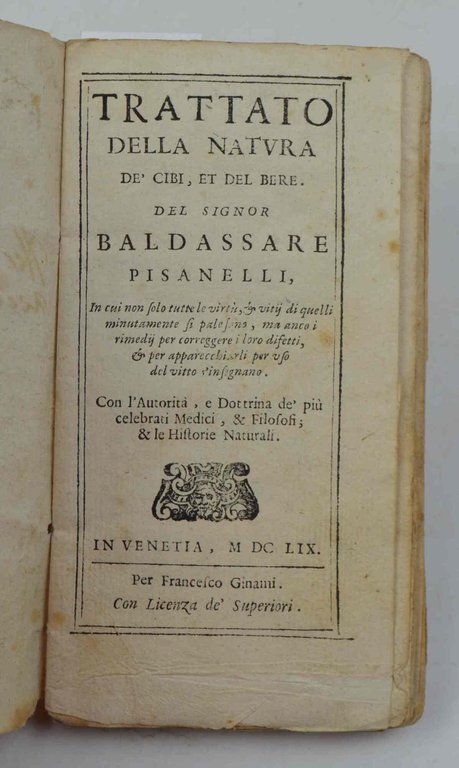 TRATTATO
DELLA NATVRA
DE' CIBI, ET DEL BERE.
DEL SIGNOR
BALDASSARE
PISANELLI,
In cui non ſolo tutte le virtù, & vitij di quelli
minutamente ſi paleſano, ma anco i
rimedij per correggere i loro difetti,
& per apparecchiarli per vſo
del vitto s'inſegnano.
Con l'Autorità, e Dottrina de' più
celebrati Medici, & Filoſofi;
& le Hiſtorie Naturali.
IN VENETIA, M DC LIX.
Per Franceſco Ginami.
Con Licenza de' Superiori.